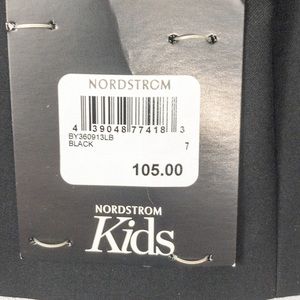 NORDSTROM
4 39048 77418 3
BY360913LB
BLACK 7
105.00
NORDSTROM
Kids